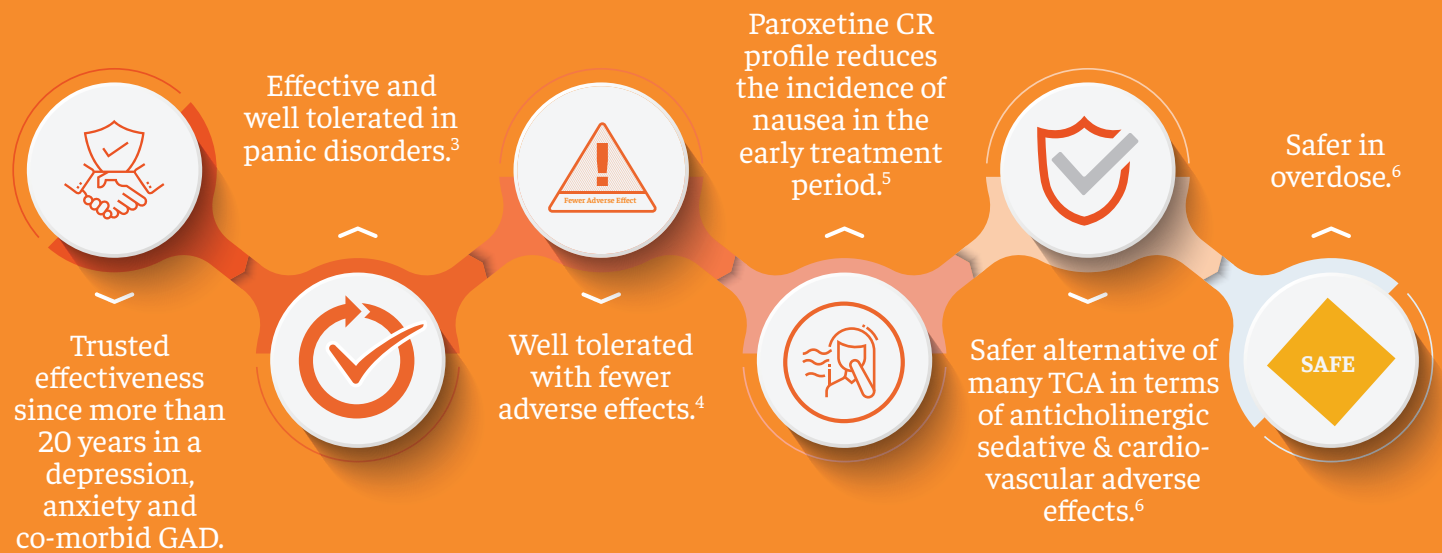 Trusted
effectiveness
since more than
20 years in a
depression,
anxiety and
co-morbid GAD.
Effective and
well tolerated in
panic disorders.3
Fewer Adverse Effect
Well tolerated
with fewer
adverse effects.4
Paroxetine CR
profile reduces
the incidence of
nausea in the
early treatment
period.5
Safer alternative of
many TCA in terms
of anticholinergic
sedative & cardio-
vascular adverse
effects.6
Safer in
overdose.6
SAFE